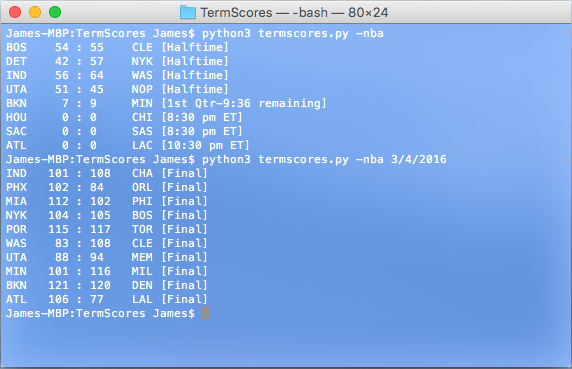 TermScores — -bash — 80×24
James-MBP:TermScores James$ python3 termscores.py -nba
BOS    54 : 55    CLE [Halftime]
DET    42 : 57    NYK [Halftime]
IND    56 : 64    WAS [Halftime]
UTA    51 : 45    NOP [Halftime]
BKN     7 : 9     MIN [1st Qtr-9:36 remaining]
HOU     0 : 0     CHI [8:30 pm ET]
SAC     0 : 0     SAS [8:30 pm ET]
ATL     0 : 0     LAC [10:30 pm ET]
James-MBP:TermScores James$ python3 termscores.py -nba 3/4/2016
IND   101 : 108   CHA [Final]
PHX   102 : 84    ORL [Final]
MIA   112 : 102   PHI [Final]
NYK   104 : 105   BOS [Final]
POR   115 : 117   TOR [Final]
WAS    83 : 108   CLE [Final]
UTA    88 : 94    MEM [Final]
MIN   101 : 116   MIL [Final]
BKN   121 : 120   DEN [Final]
ATL   106 : 77    LAL [Final]
James-MBP:TermScores James$